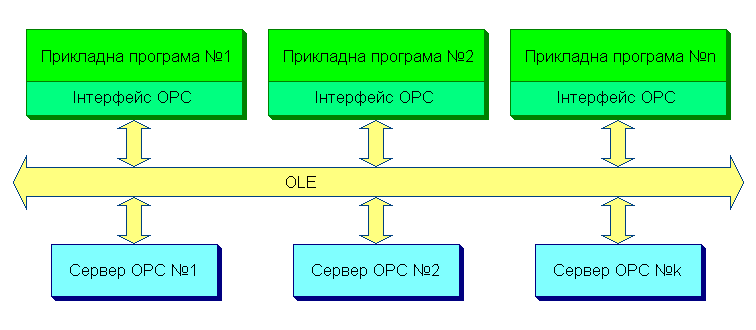 Прикладна програма №1
Прикладна програма №2
Прикладна програма №n
Інтерфейс OPC
Інтерфейс OPC
Інтерфейс OPC
OLE
Сервер OPC №1
Сервер OPC №2
Сервер OPC №k